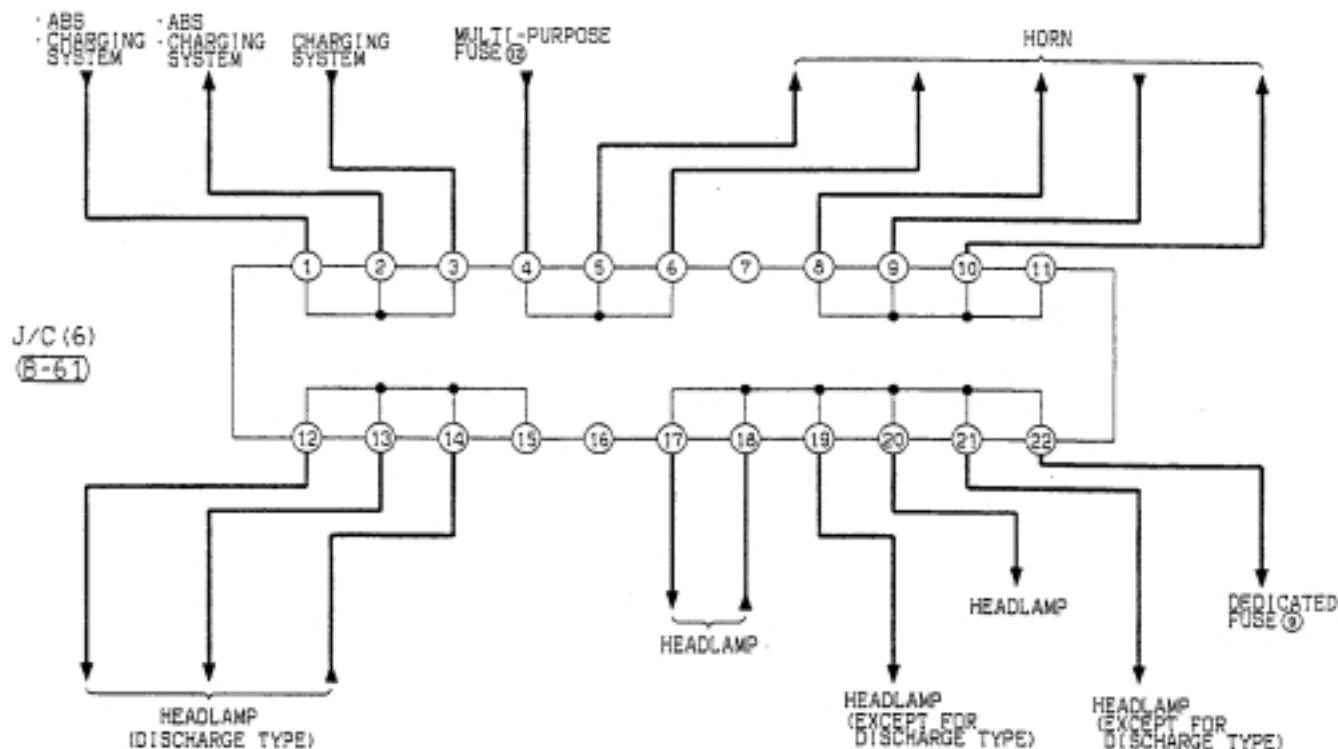 · ABS
· CHARGING
SYSTEM
· ABS
· CHARGING
SYSTEM
CHARGING
SYSTEM
MULTI-PURPOSE
FUSE ⑫
HORN
1 2 3 4 5 6 7 8 9 10 11
J/C (6)
B-61
12 13 14 15 16 17 18 19 20 21 22
HEADLAMP
(DISCHARGE TYPE)
HEADLAMP
HEADLAMP
(EXCEPT FOR
DISCHARGE TYPE)
HEADLAMP
HEADLAMP
(EXCEPT FOR
DISCHARGE TYPE)
DEDICATED
FUSE ⑨